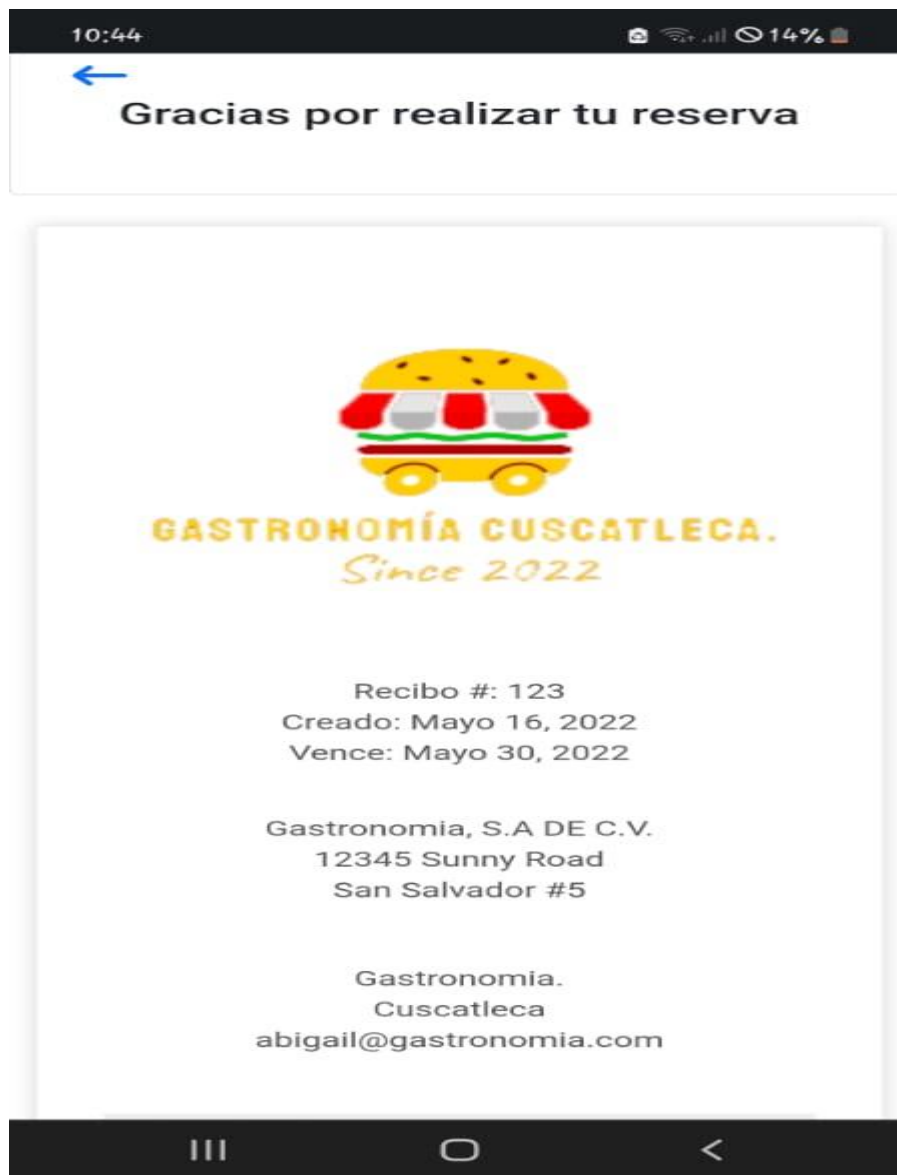 10:44
14%
Gracias por realizar tu reserva
GASTRONOMÍA CUSCATLECA.
Since 2022
Recibo #: 123
Creado: Mayo 16, 2022
Vence: Mayo 30, 2022
Gastronomia, S.A DE C.V.
12345 Sunny Road
San Salvador #5
Gastronomia.
Cuscatleca
abigail@gastronomia.com